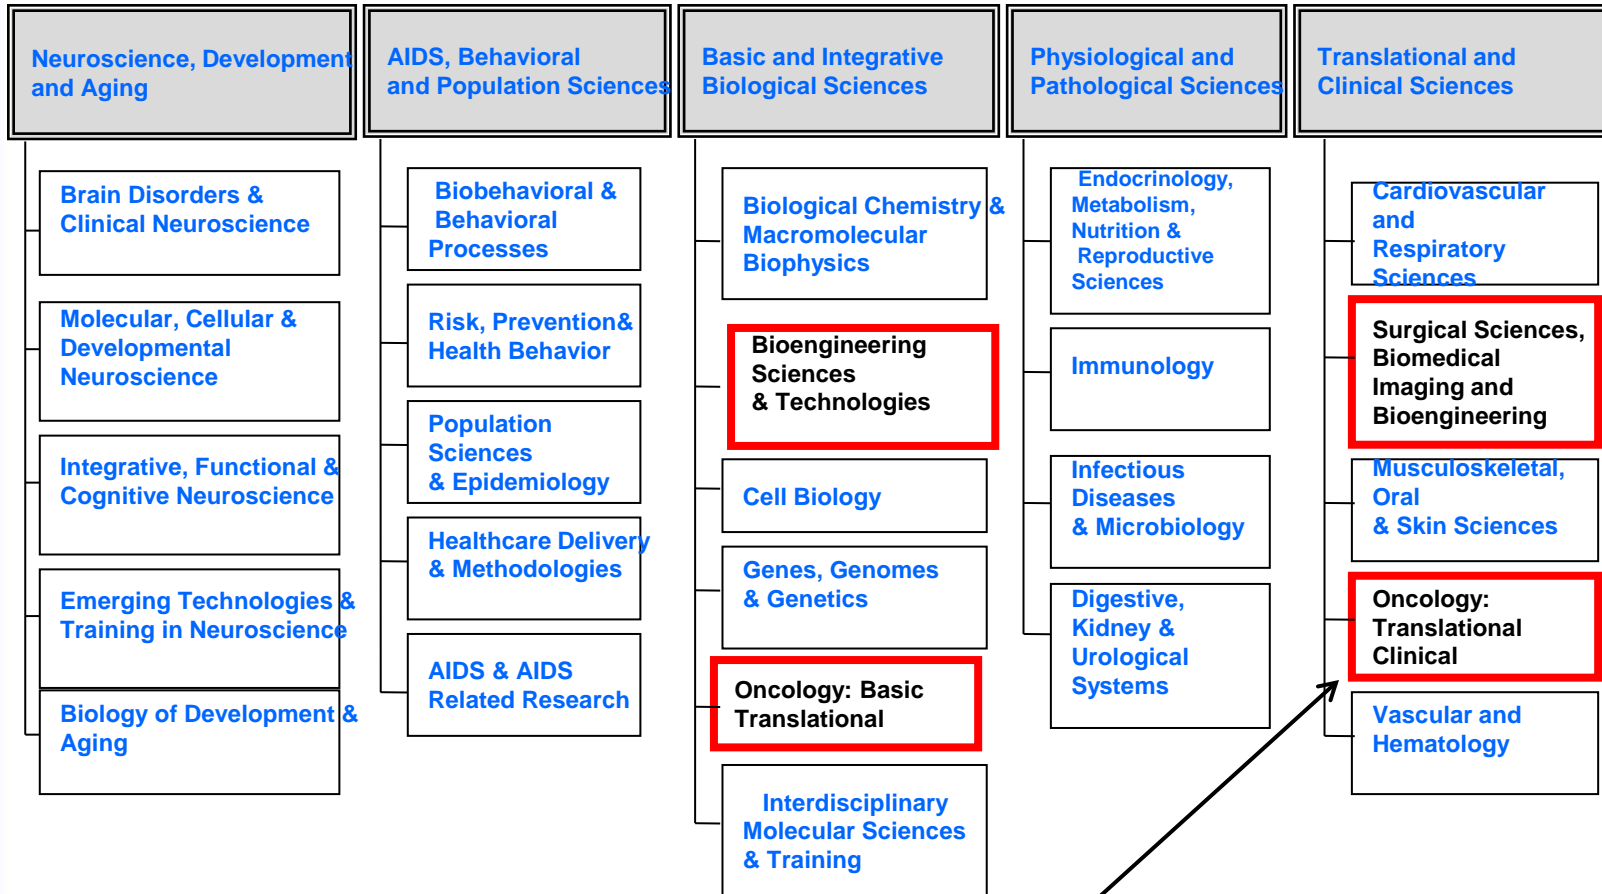 Neuroscience, Development
and Aging
Brain Disorders &
Clinical Neuroscience
Molecular, Cellular &
Developmental
Neuroscience
Integrative, Functional &
Cognitive Neuroscience
Emerging Technologies &
Training in Neuroscience
Biology of Development &
Aging
AIDS, Behavioral
and Population Sciences
Biobehavioral &
Behavioral
Processes
Risk, Prevention&
Health Behavior
Population
Sciences
& Epidemiology
Healthcare Delivery
& Methodologies
AIDS & AIDS
Related Research
Basic and Integrative
Biological Sciences
Biological Chemistry &
Macromolecular
Biophysics
Bioengineering
Sciences
& Technologies
Cell Biology
Genes, Genomes
& Genetics
Oncology: Basic
Translational
Interdisciplinary
Molecular Sciences
& Training
Physiological and
Pathological Sciences
Endocrinology,
Metabolism,
Nutrition &
Reproductive
Sciences
Immunology
Infectious
Diseases
& Microbiology
Digestive,
Kidney &
Urological
Systems
Translational and
Clinical Sciences
Cardiovascular
and
Respiratory
Sciences
Surgical Sciences,
Biomedical
Imaging and
Bioengineering
Musculoskeletal,
Oral
& Skin Sciences
Oncology:
Translational
Clinical
Vascular and
Hematology